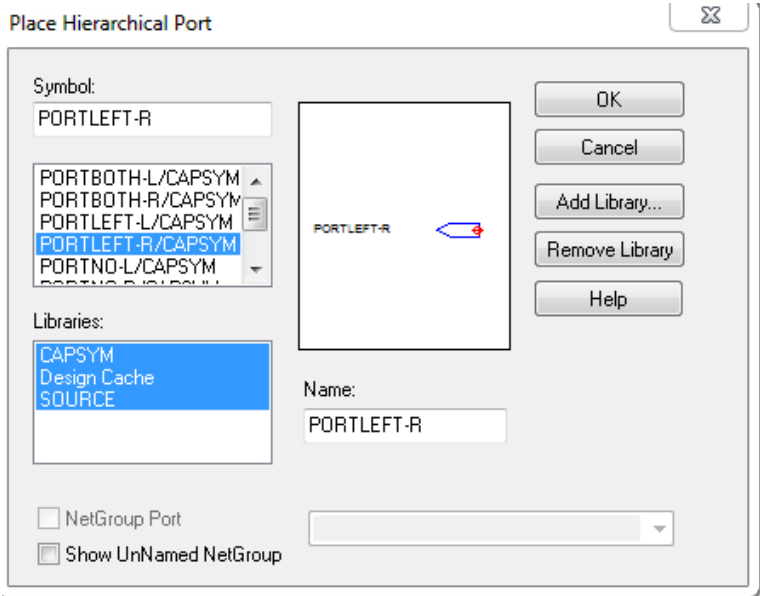 Place Hierarchical Port
Symbol:
PORTLEFT-R
PORTBOTH-L/CAPSYM
PORTBOTH-R/CAPSYM
PORTLEFT-L/CAPSYM
PORTLEFT-R/CAPSYM
PORTNO-L/CAPSYM
Libraries:
CAPSYM
Design Cache
SOURCE
PORTLEFT-R
Name:
PORTLEFT-R
OK
Cancel
Add Library...
Remove Library
Help
NetGroup Port
Show UnNamed NetGroup